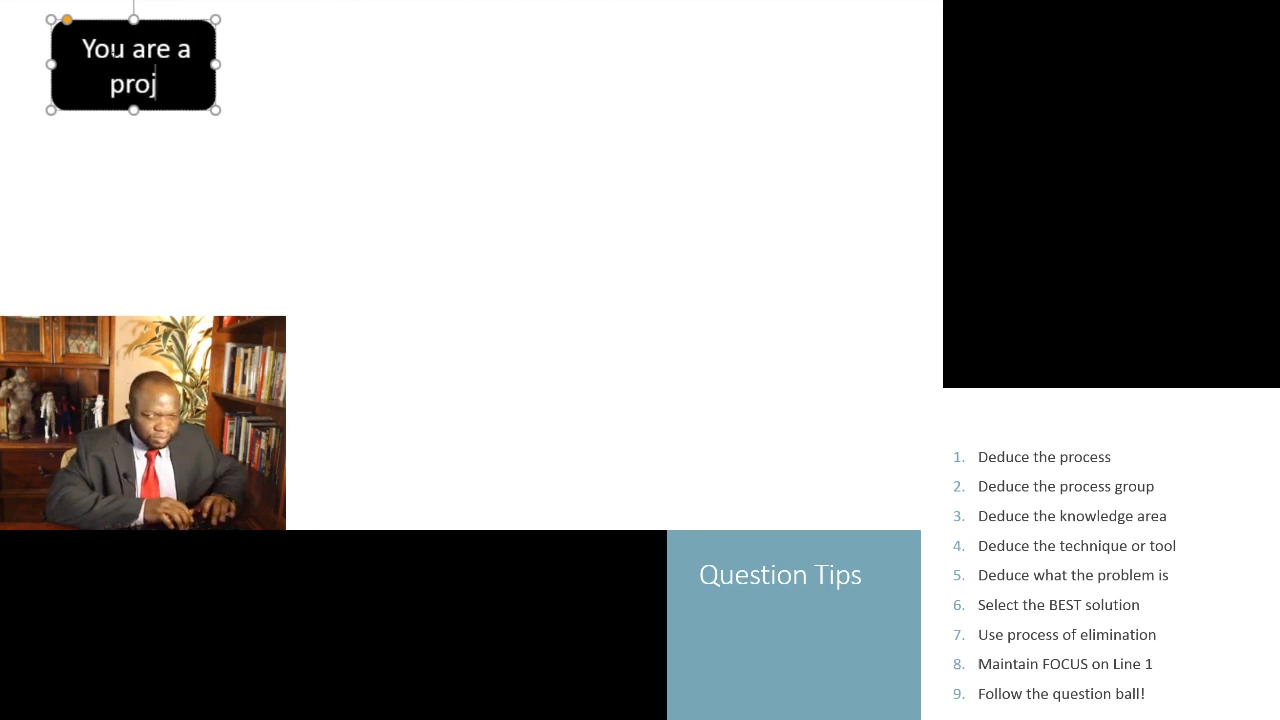 You are a
proj
Question Tips
1. Deduce the process
2. Deduce the process group
3. Deduce the knowledge area
4. Deduce the technique or tool
5. Deduce what the problem is
6. Select the BEST solution
7. Use process of elimination
8. Maintain FOCUS on Line 1
9. Follow the question ball!